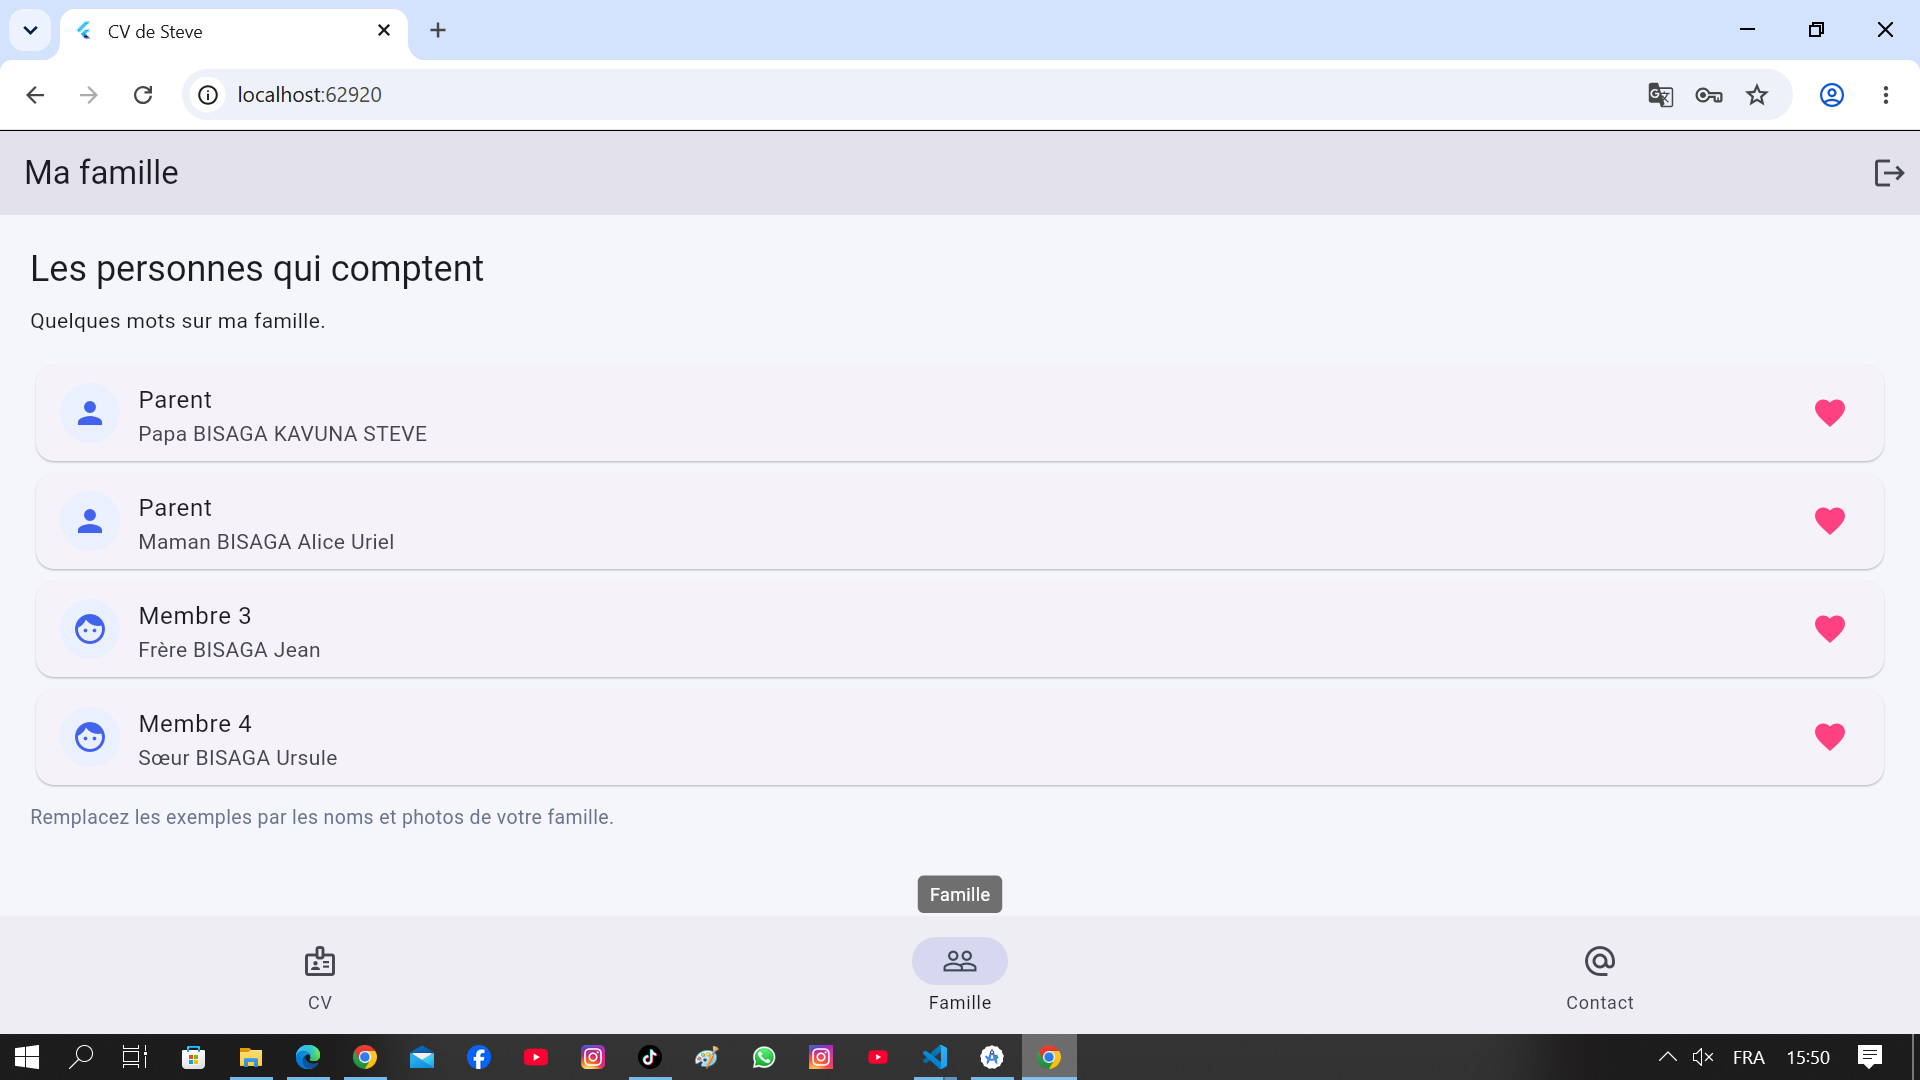 CV de Steve
localhost:62920
Ma famille
Les personnes qui comptent
Quelques mots sur ma famille.
Parent
Papa BISAGA KAVUNA STEVE
Parent
Maman BISAGA Alice Uriel
Membre 3
Frère BISAGA Jean
Membre 4
Sœur BISAGA Ursule
Remplacez les exemples par les noms et photos de votre famille.
Famille
CV
Famille
Contact
FRA
15:50